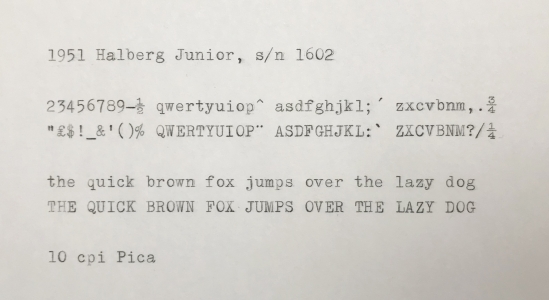 1951 Halberg Junior, s/n 1602
23456789-½ qwertyuiop^ asdfghjkl;´ zxcvbnm,.¾
"£$!_&'()% QWERTYUIOP¨ ASDFGHJKL:` ZXCVBNM?/¼
the quick brown fox jumps over the lazy dog
THE QUICK BROWN FOX JUMPS OVER THE LAZY DOG
10 cpi Pica